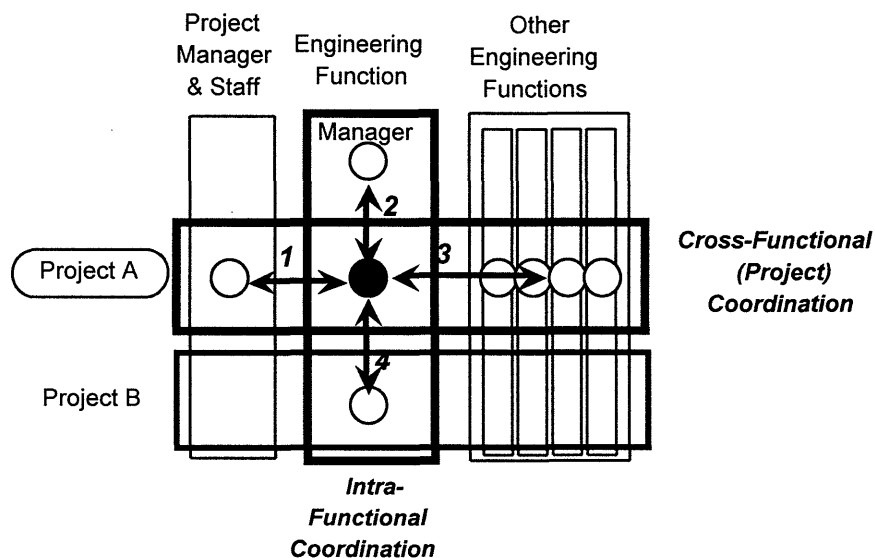 Project
Manager
& Staff
Engineering
Function
Other
Engineering
Functions
Manager
2
1
3
Project A
Cross-Functional
(Project)
Coordination
4
Project B
Intra-
Functional
Coordination